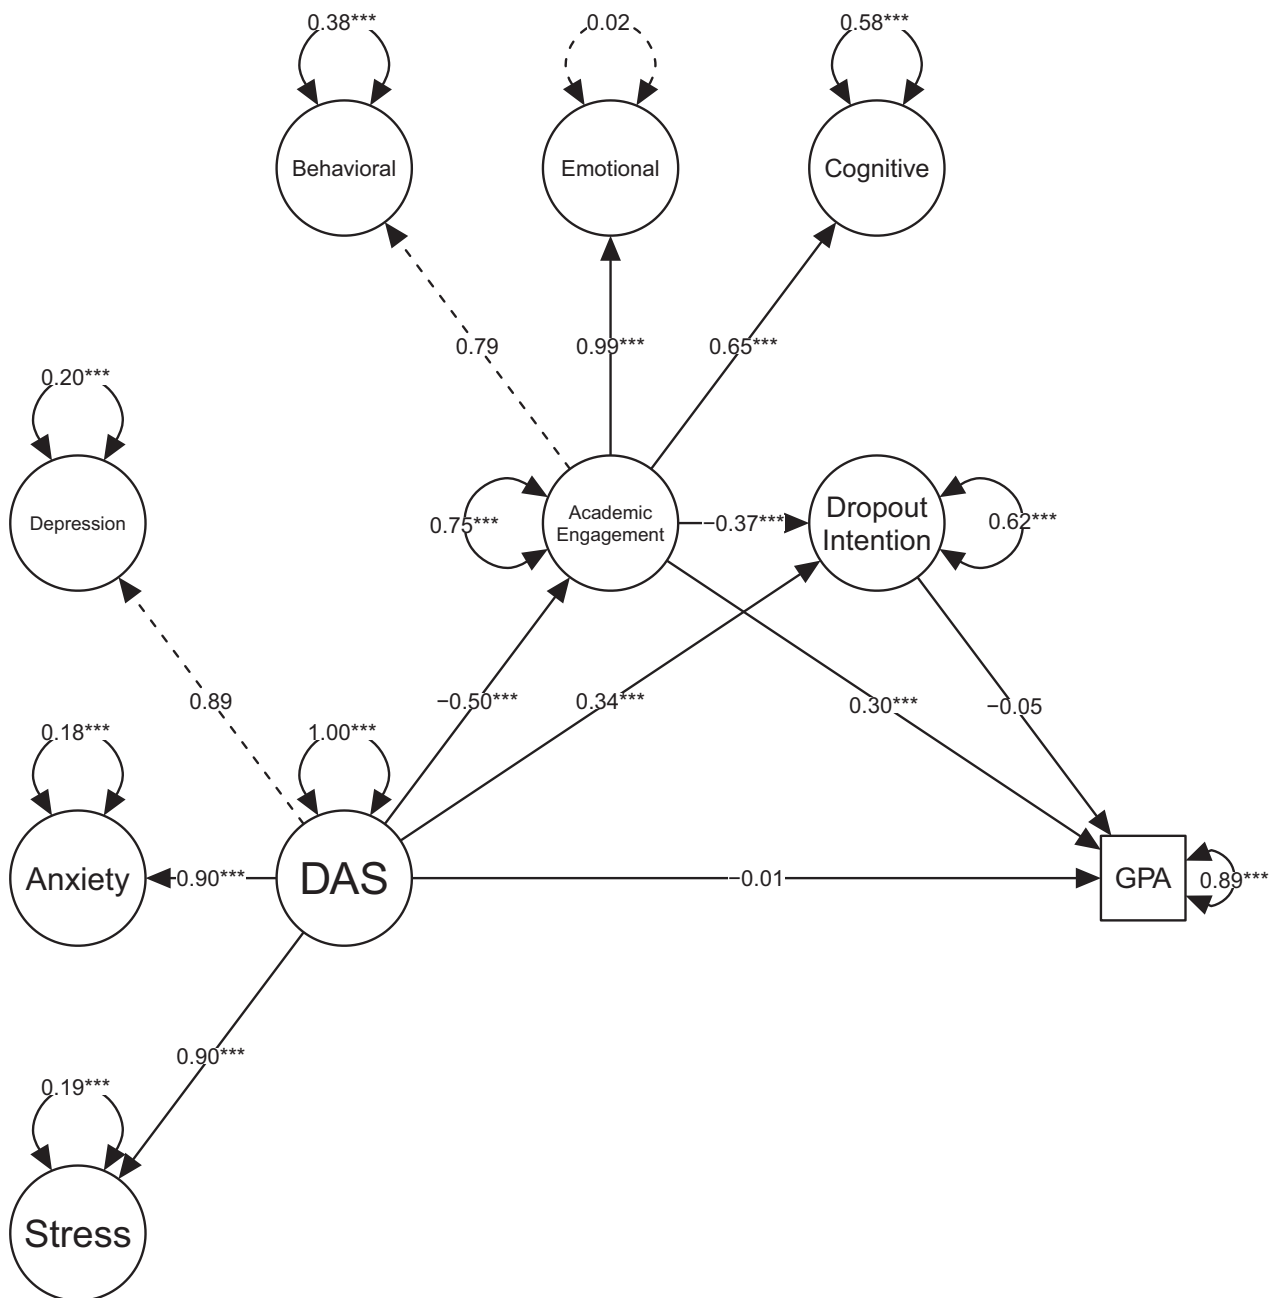 0.38***
0.02
0.58***
Behavioral
Emotional
Cognitive
0.79
0.99***
0.65***
0.20***
Depression
0.75***
Academic
Engagement
−0.37***
Dropout
Intention
0.62***
0.89
−0.50***
0.34***
0.30***
−0.05
0.18***
1.00***
Anxiety
0.90***
DAS
−0.01
GPA
0.89***
0.90***
0.19***
Stress